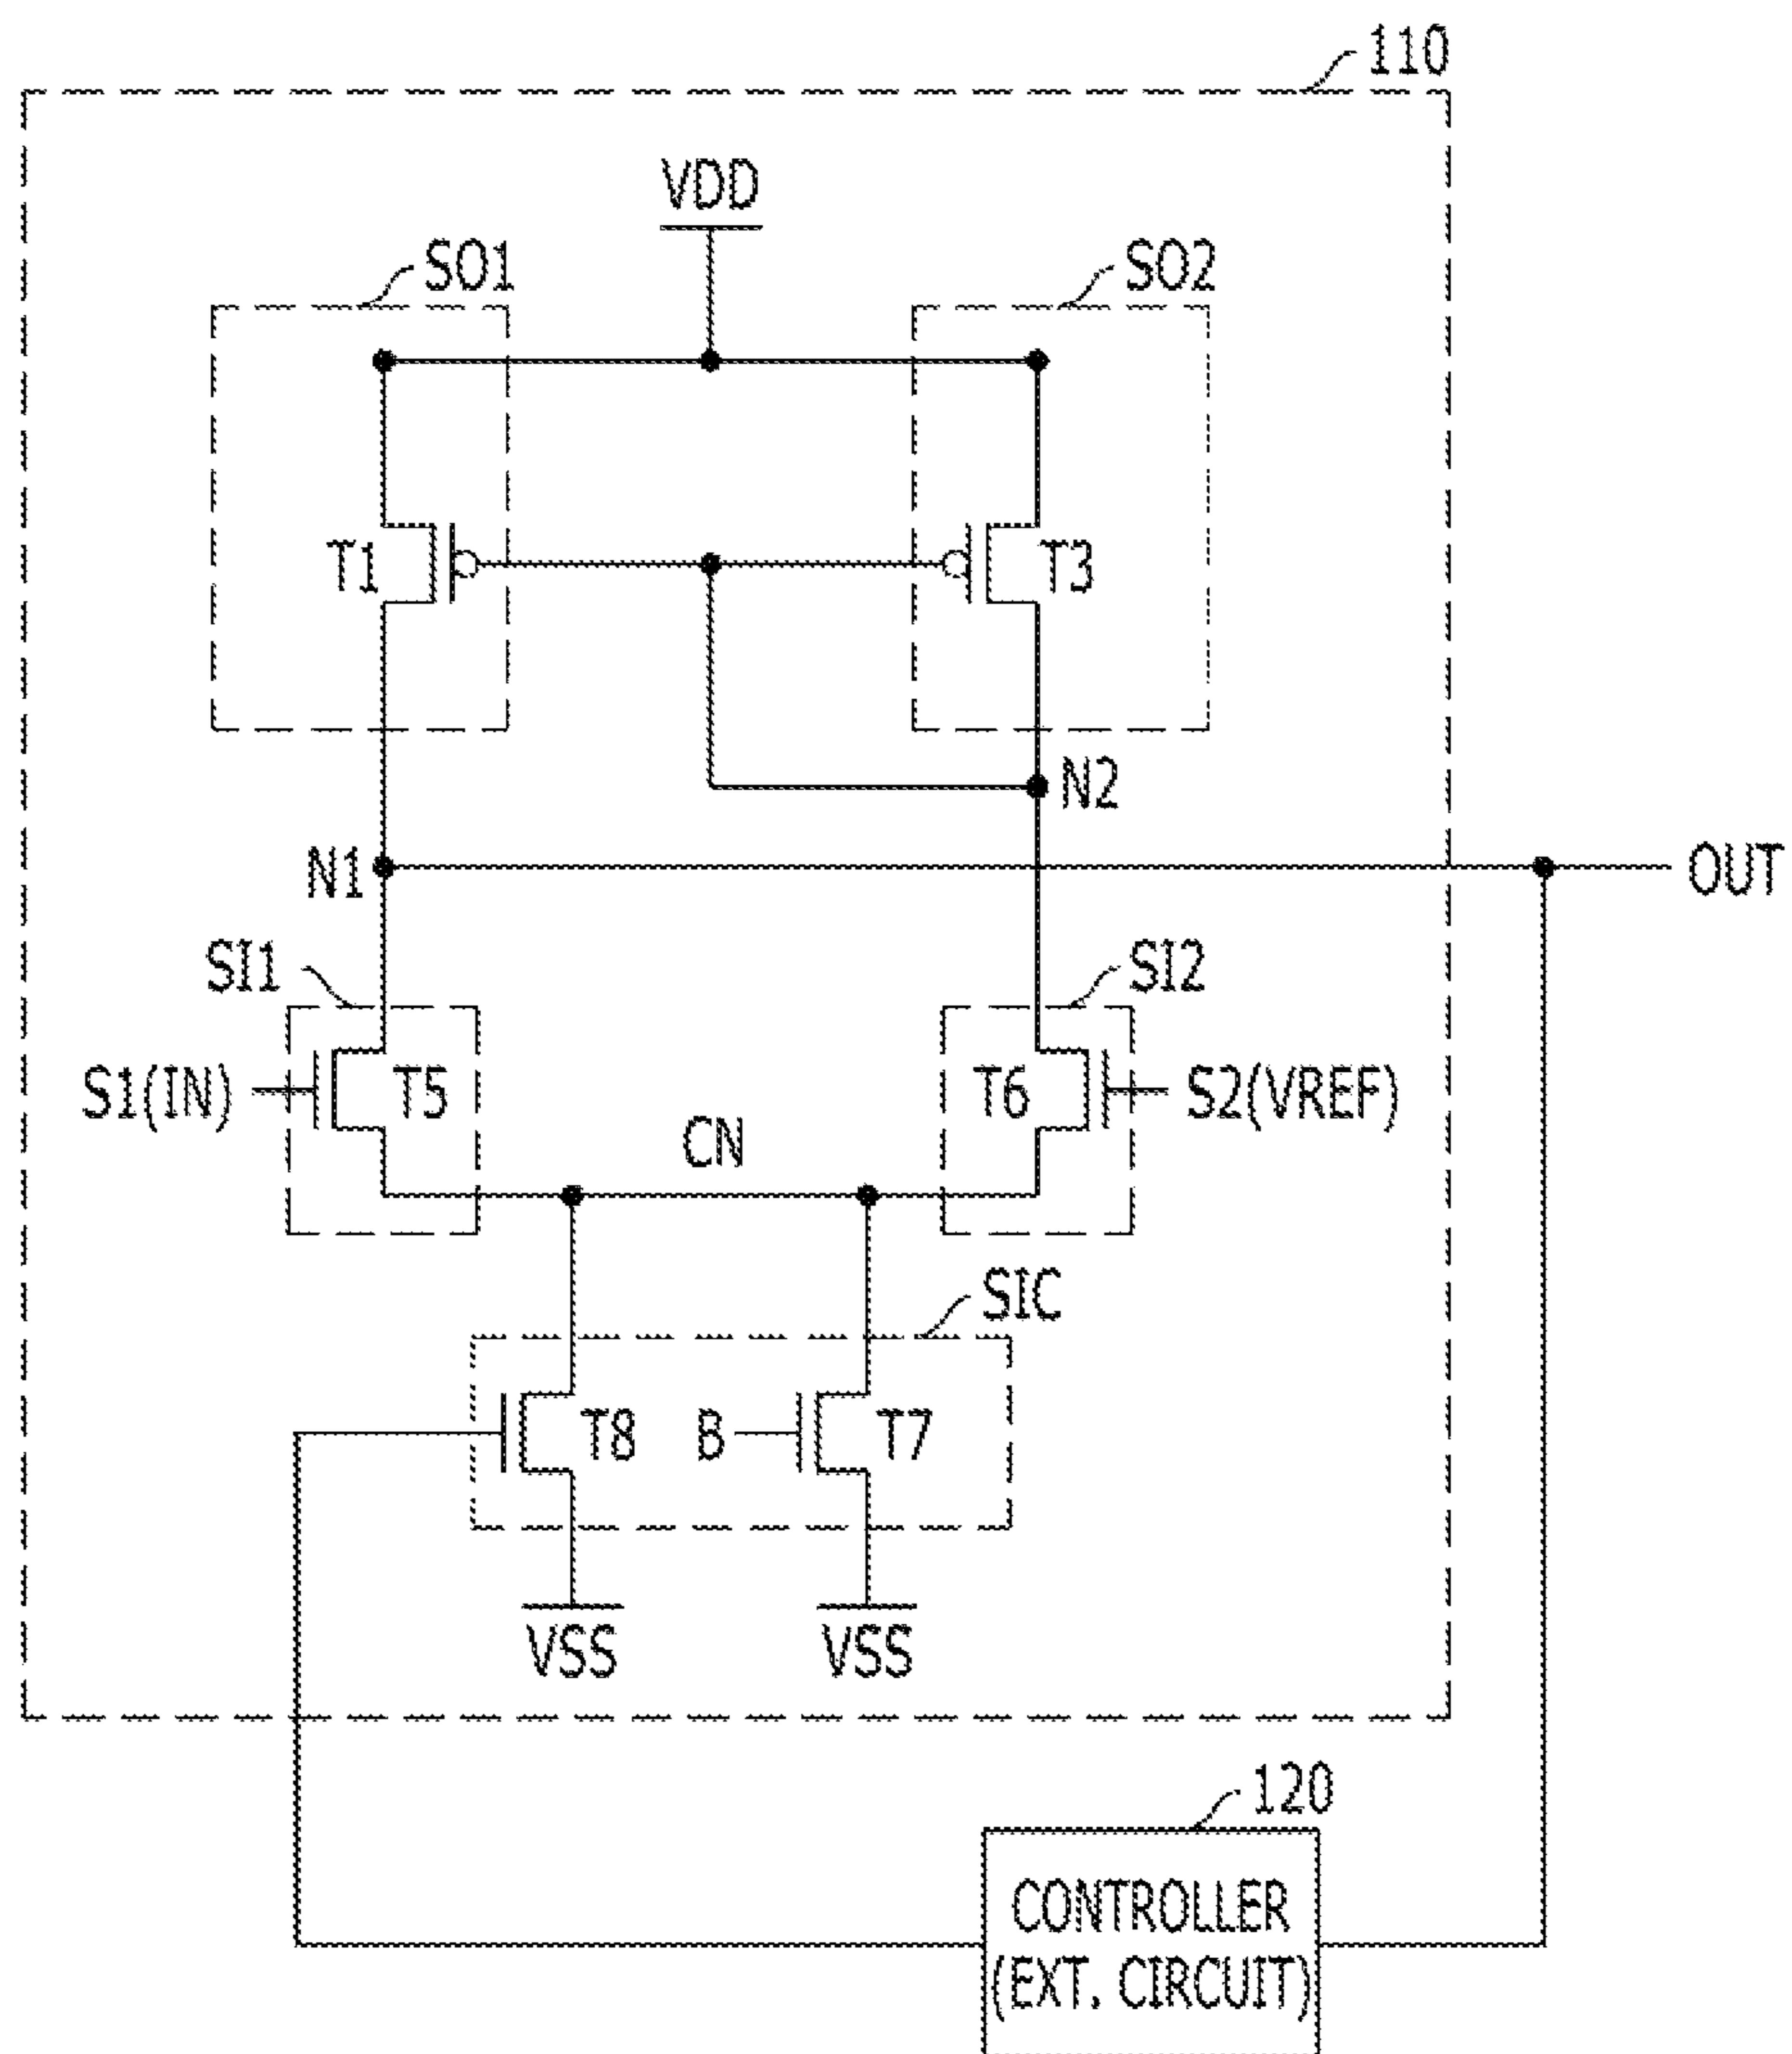 110
VDD
SO1
SO2
T1
T3
N2
N1
OUT
SI1
SI2
S1(IN)
T5
T6
S2(VREF)
CN
SIC
T8
B
T7
VSS
VSS
120
CONTROLLER
(EXT. CIRCUIT)